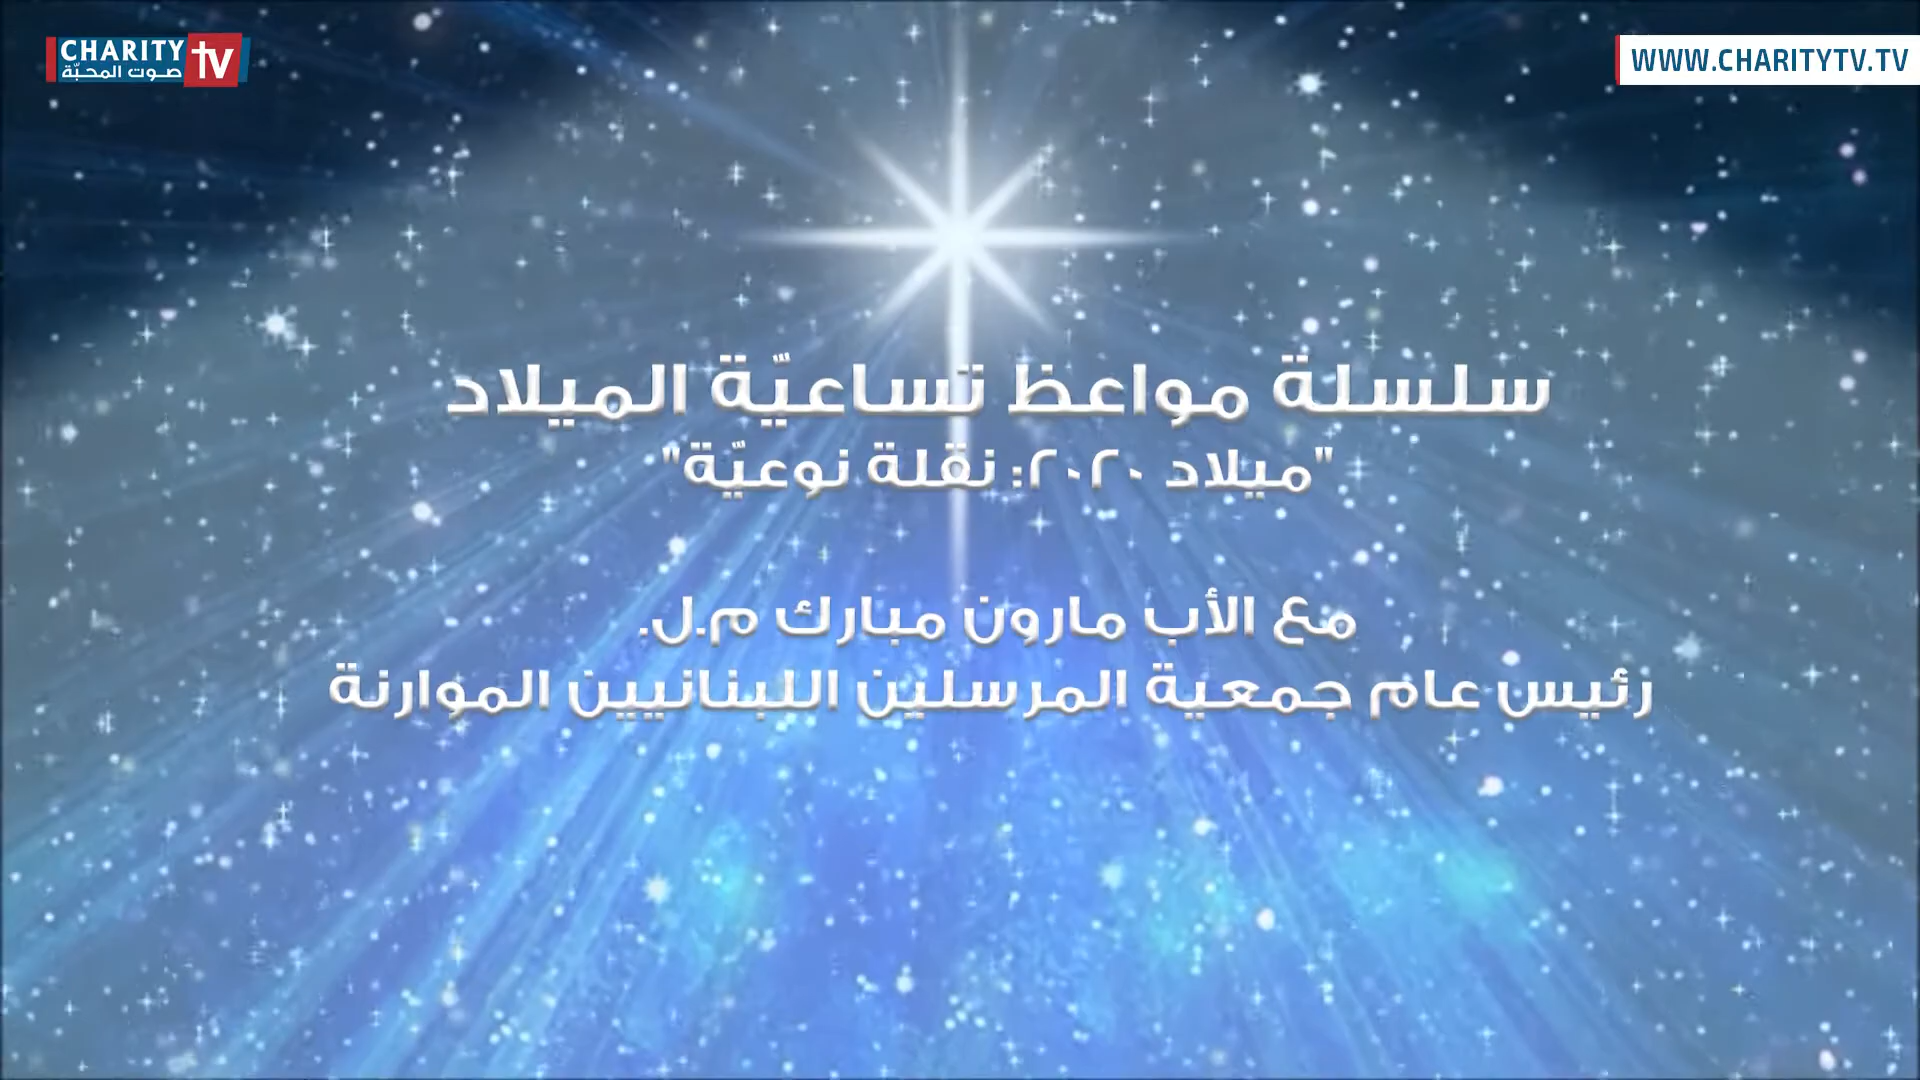 CHARITY tv
صوت المحبّة
WWW.CHARITYTV.TV
سلسلة مواعظ تساعيّة الميلاد
"ميلاد ٢٠٢٠: نقلة نوعيّة"
مع الأب مارون مبارك م.ل.
رئيس عام جمعية المرسلين اللبنانيين الموارنة